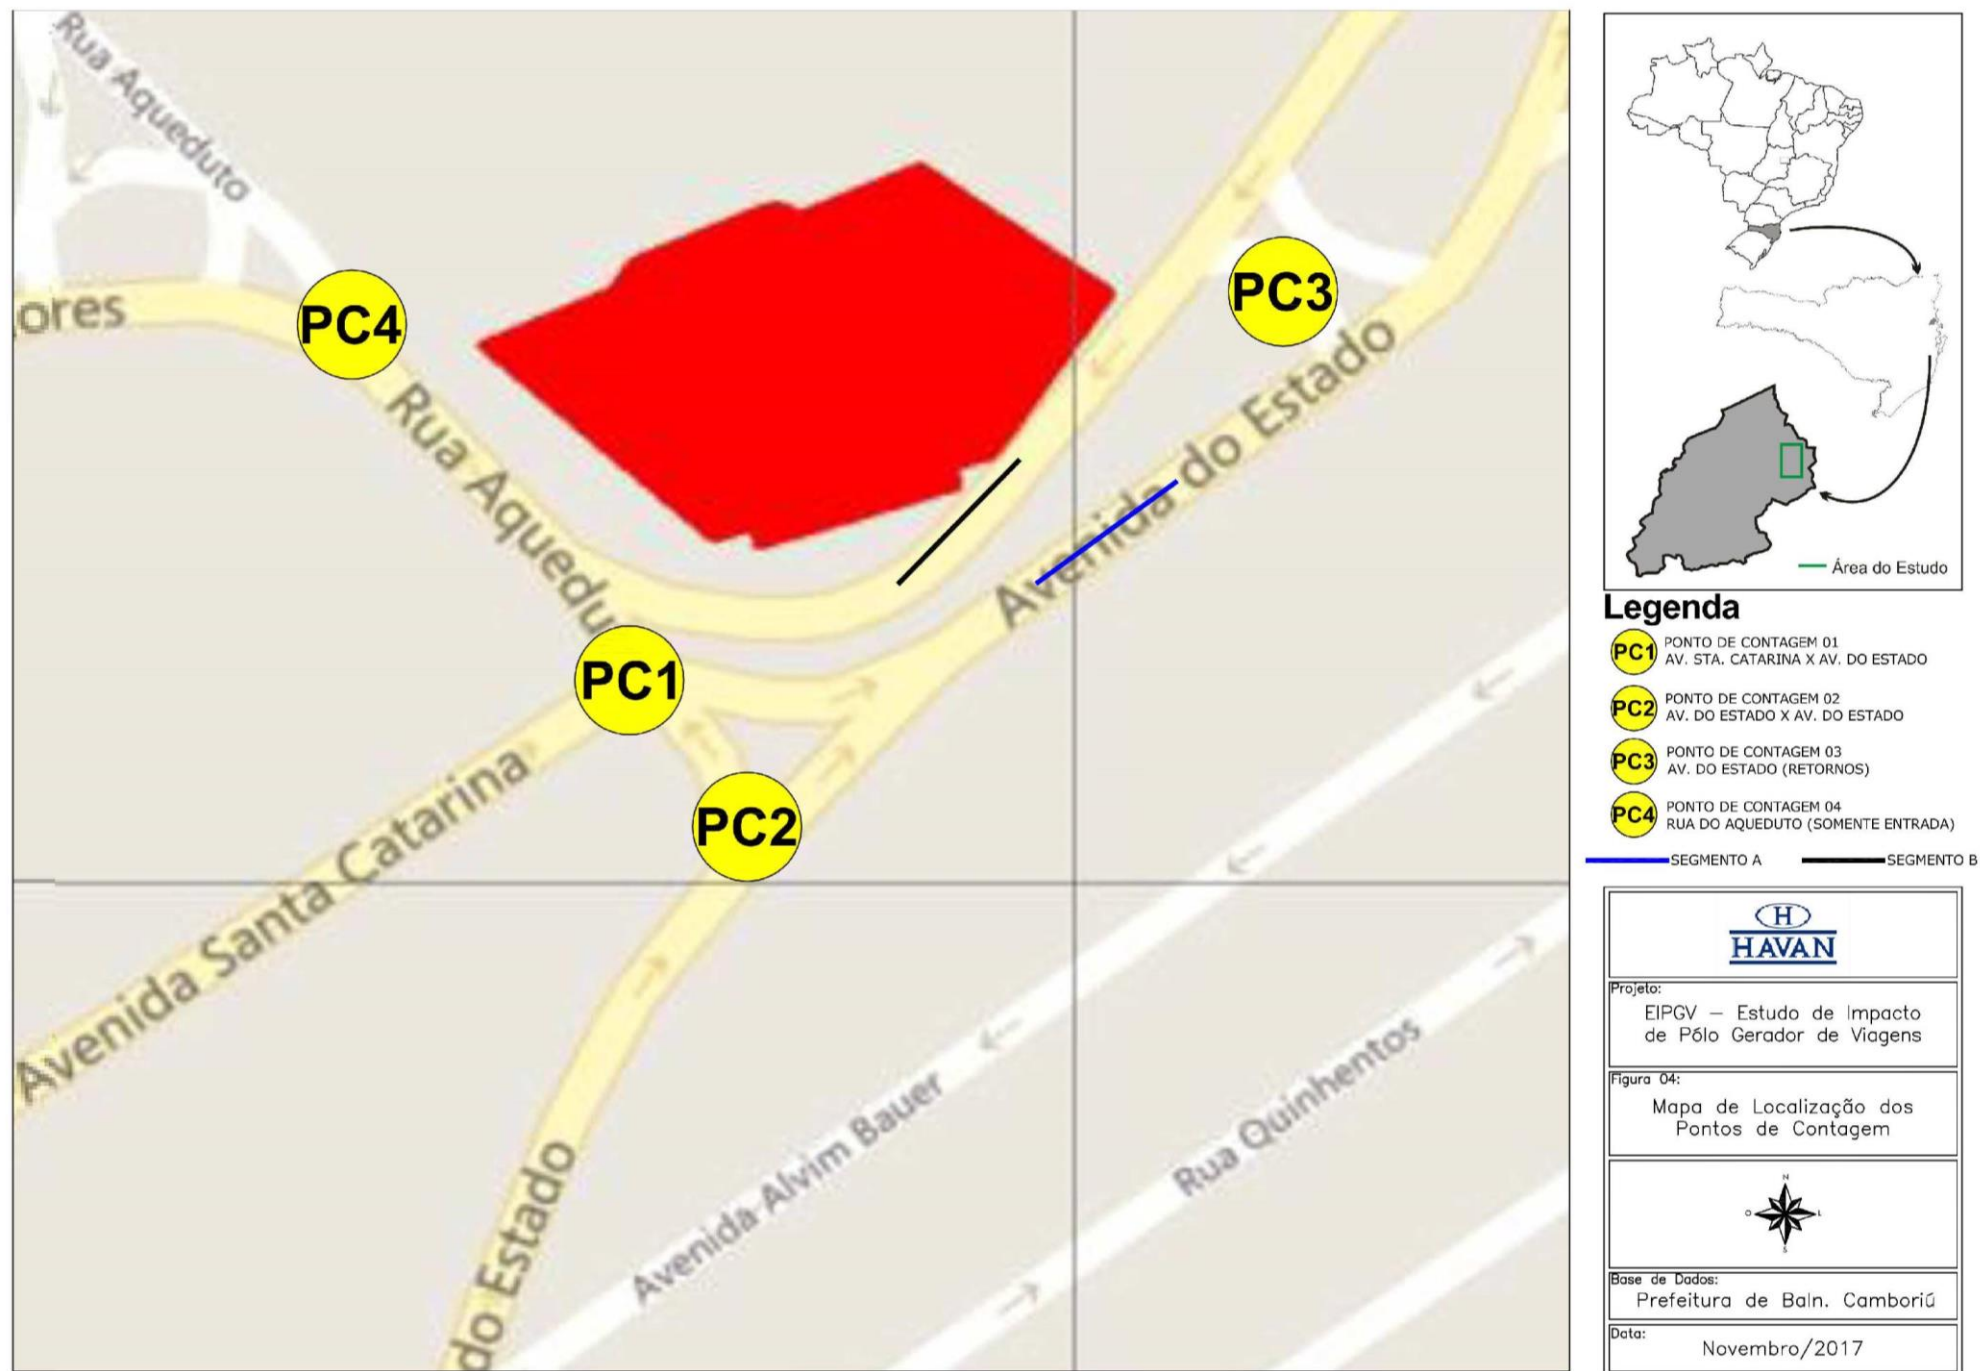 Rua Aqueduto
ores
PC4
PC3
Rua Aquedu
Avenida do Estado
PC1
PC2
Avenida Santa Catarina
do Estado
Avenida Alvim Bauer
Rua Quinhentos
Área do Estudo
Legenda
PC1
PONTO DE CONTAGEM 01
AV. STA. CATARINA X AV. DO ESTADO
PC2
PONTO DE CONTAGEM 02
AV. DO ESTADO X AV. DO ESTADO
PC3
PONTO DE CONTAGEM 03
AV. DO ESTADO (RETORNOS)
PC4
PONTO DE CONTAGEM 04
RUA DO AQUEDUTO (SOMENTE ENTRADA)
SEGMENTO A
SEGMENTO B
H
HAVAN
Projeto:
EIPGV – Estudo de Impacto
de Pólo Gerador de Viagens
Figura 04:
Mapa de Localização dos
Pontos de Contagem
N
O
L
S
Base de Dados:
Prefeitura de Baln. Camboriú
Data:
Novembro/2017